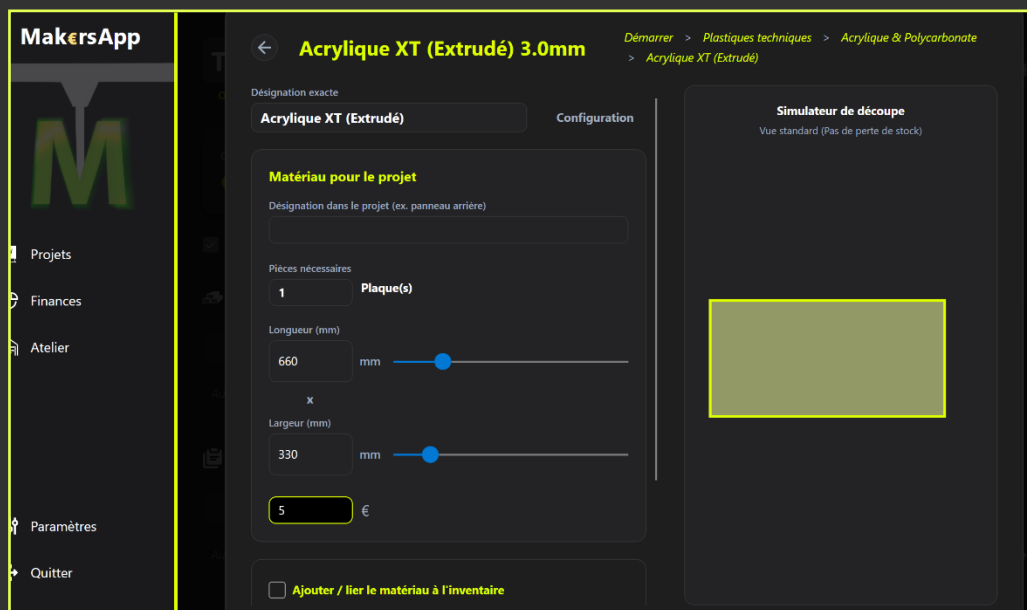 MakersApp
Acrylique XT (Extrudé) 3.0mm
Démarrer > Plastiques techniques > Acrylique & Polycarbonate
> Acrylique XT (Extrudé)
Désignation exacte
Acrylique XT (Extrudé)
Configuration
Matériau pour le projet
Désignation dans le projet (ex. panneau arrière)
Pièces nécessaires
1
Plaque(s)
Longueur (mm)
660
mm
x
Largeur (mm)
330
mm
5
€
Ajouter / lier le matériau à l'inventaire
Simulateur de découpe
Vue standard (Pas de perte de stock)
M
Projets
Finances
Atelier
Paramètres
Quitter